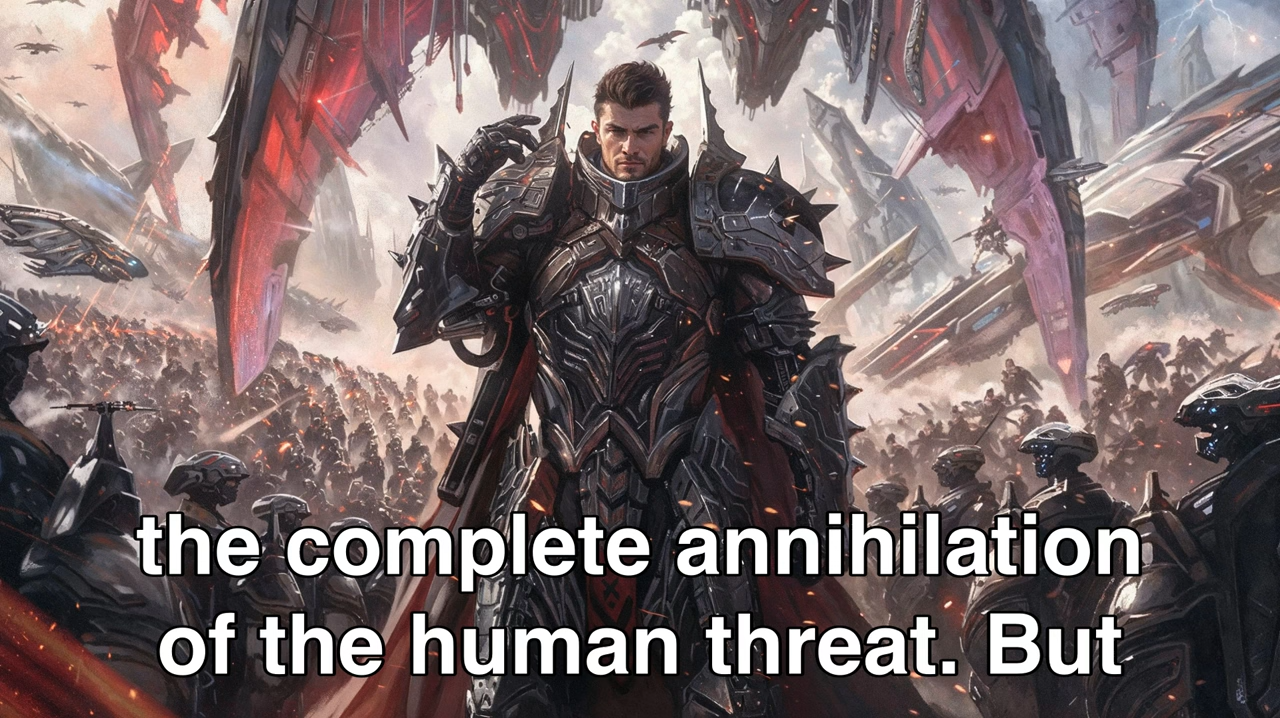 the complete annihilation
of the human threat. But